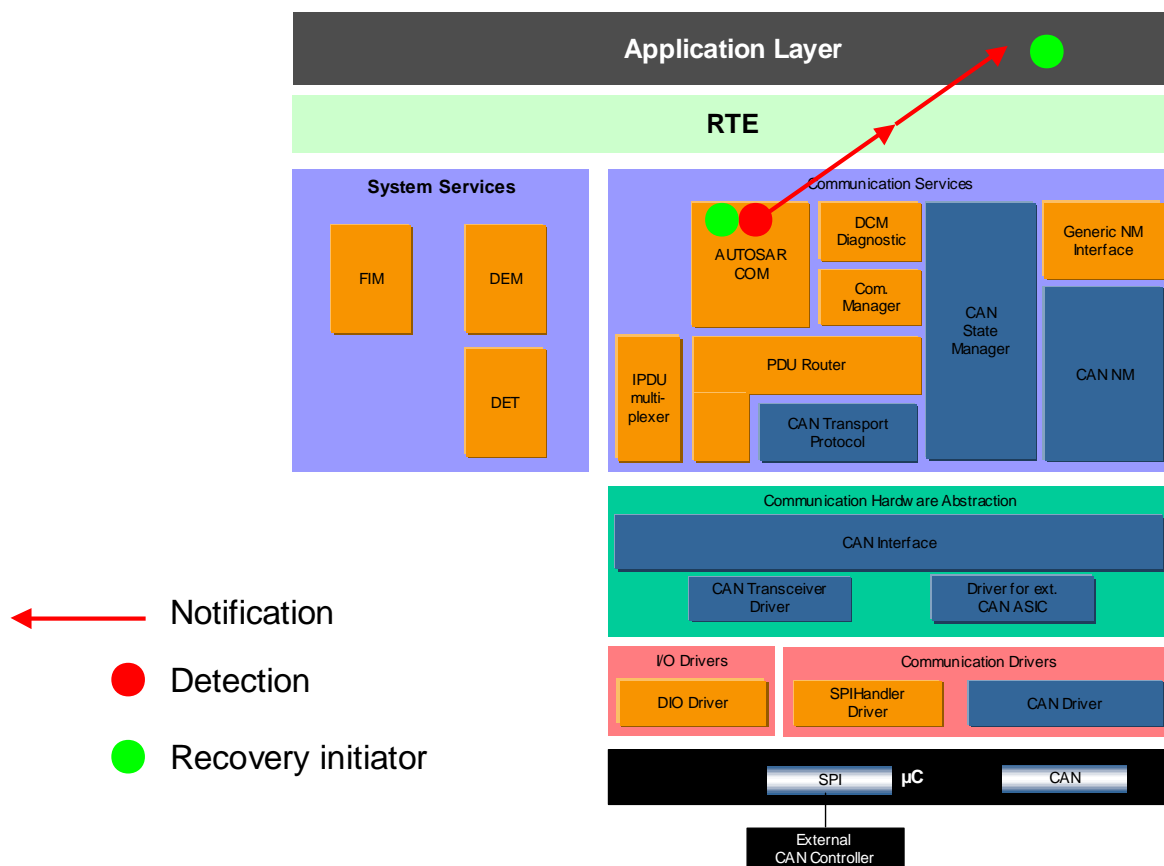 Application Layer
RTE
System Services
Communication Services
FIM
DEM
DET
AUTOSAR
COM
DCM
Diagnostic
Com.
Manager
CAN
State
Manager
Generic NM
Interface
CAN NM
IPDU
multi-
plexer
PDU Router
CAN Transport
Protocol
Communication Hardware Abstraction
CAN Interface
CAN Transceiver
Driver
Driver for ext.
CAN ASIC
I/O Drivers
Communication Drivers
DIO Driver
SPIHandler
Driver
CAN Driver
SPI
µC
CAN
External
CAN Controller
Notification
Detection
Recovery initiator